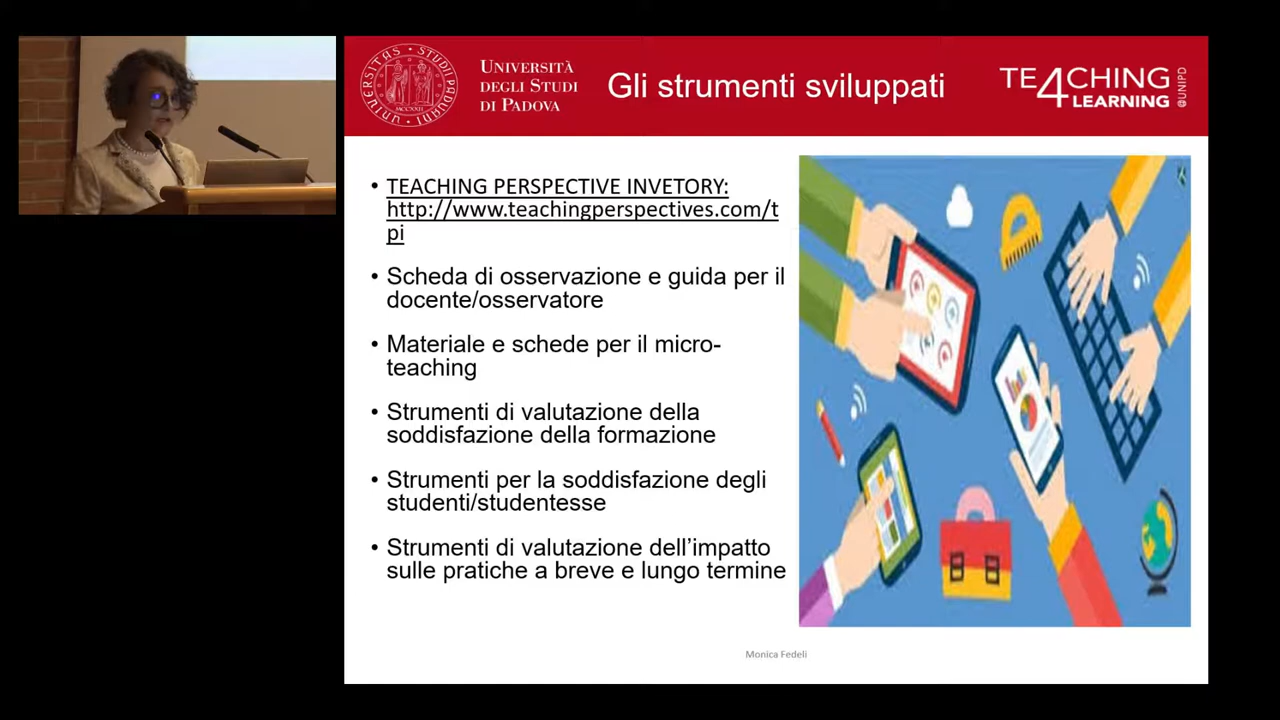 UNIVERSITÀ
DEGLI STUDI
DI PADOVA
Gli strumenti sviluppati
TE4CHING
LEARNING
@UNIPD
• TEACHING PERSPECTIVE INVETORY:
http://www.teachingperspectives.com/t
pi
• Scheda di osservazione e guida per il
docente/osservatore
• Materiale e schede per il micro-
teaching
• Strumenti di valutazione della
soddisfazione della formazione
• Strumenti per la soddisfazione degli
studenti/studentesse
• Strumenti di valutazione dell’impatto
sulle pratiche a breve e lungo termine
Monica Fedeli